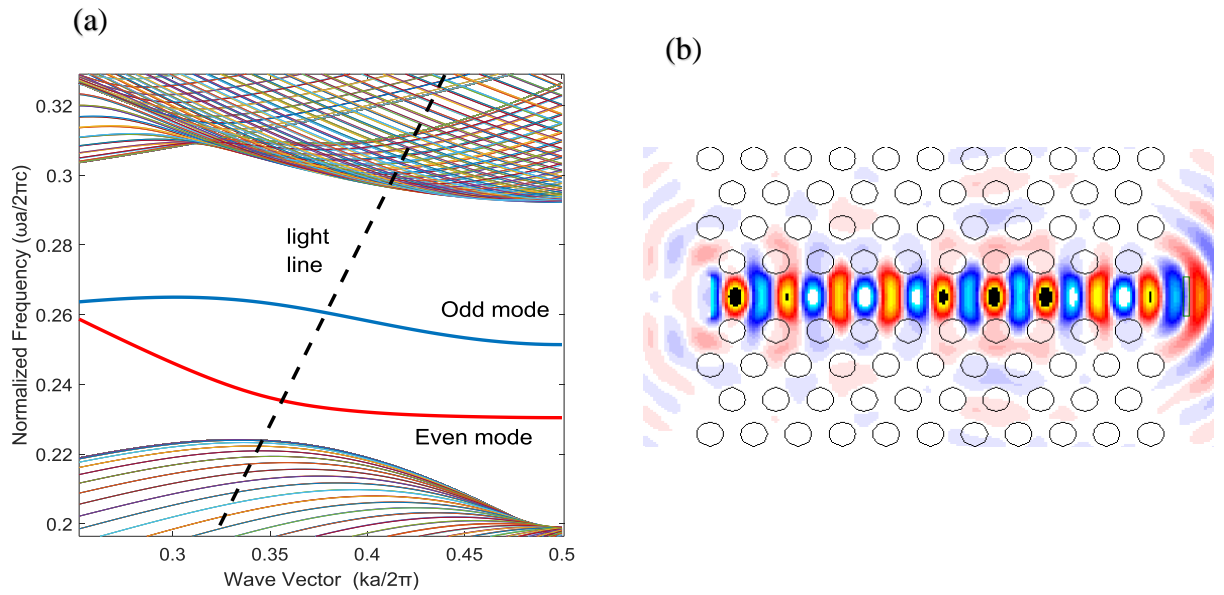 (a)
(b)
0.32
0.3
0.28
0.26
0.24
0.22
0.2
Normalized Frequency (ωa/2πc)
light
line
Odd mode
Even mode
0.3
0.35
0.4
0.45
0.5
Wave Vector (ka/2π)